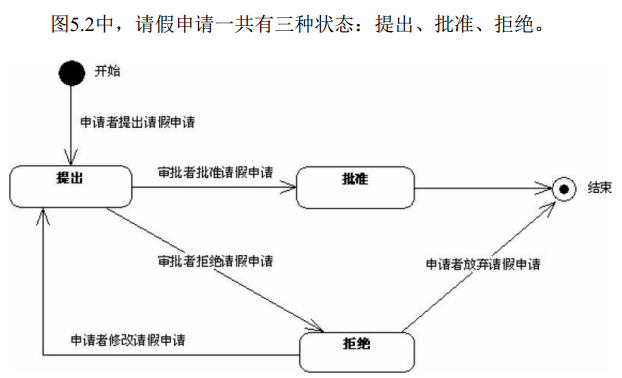 图5.2中，请假申请一共有三种状态：提出、批准、拒绝。
开始
申请者提出请假申请
提出
审批者批准请假申请
批准
结束
审批者拒绝请假申请
申请者放弃请假申请
申请者修改请假申请
拒绝